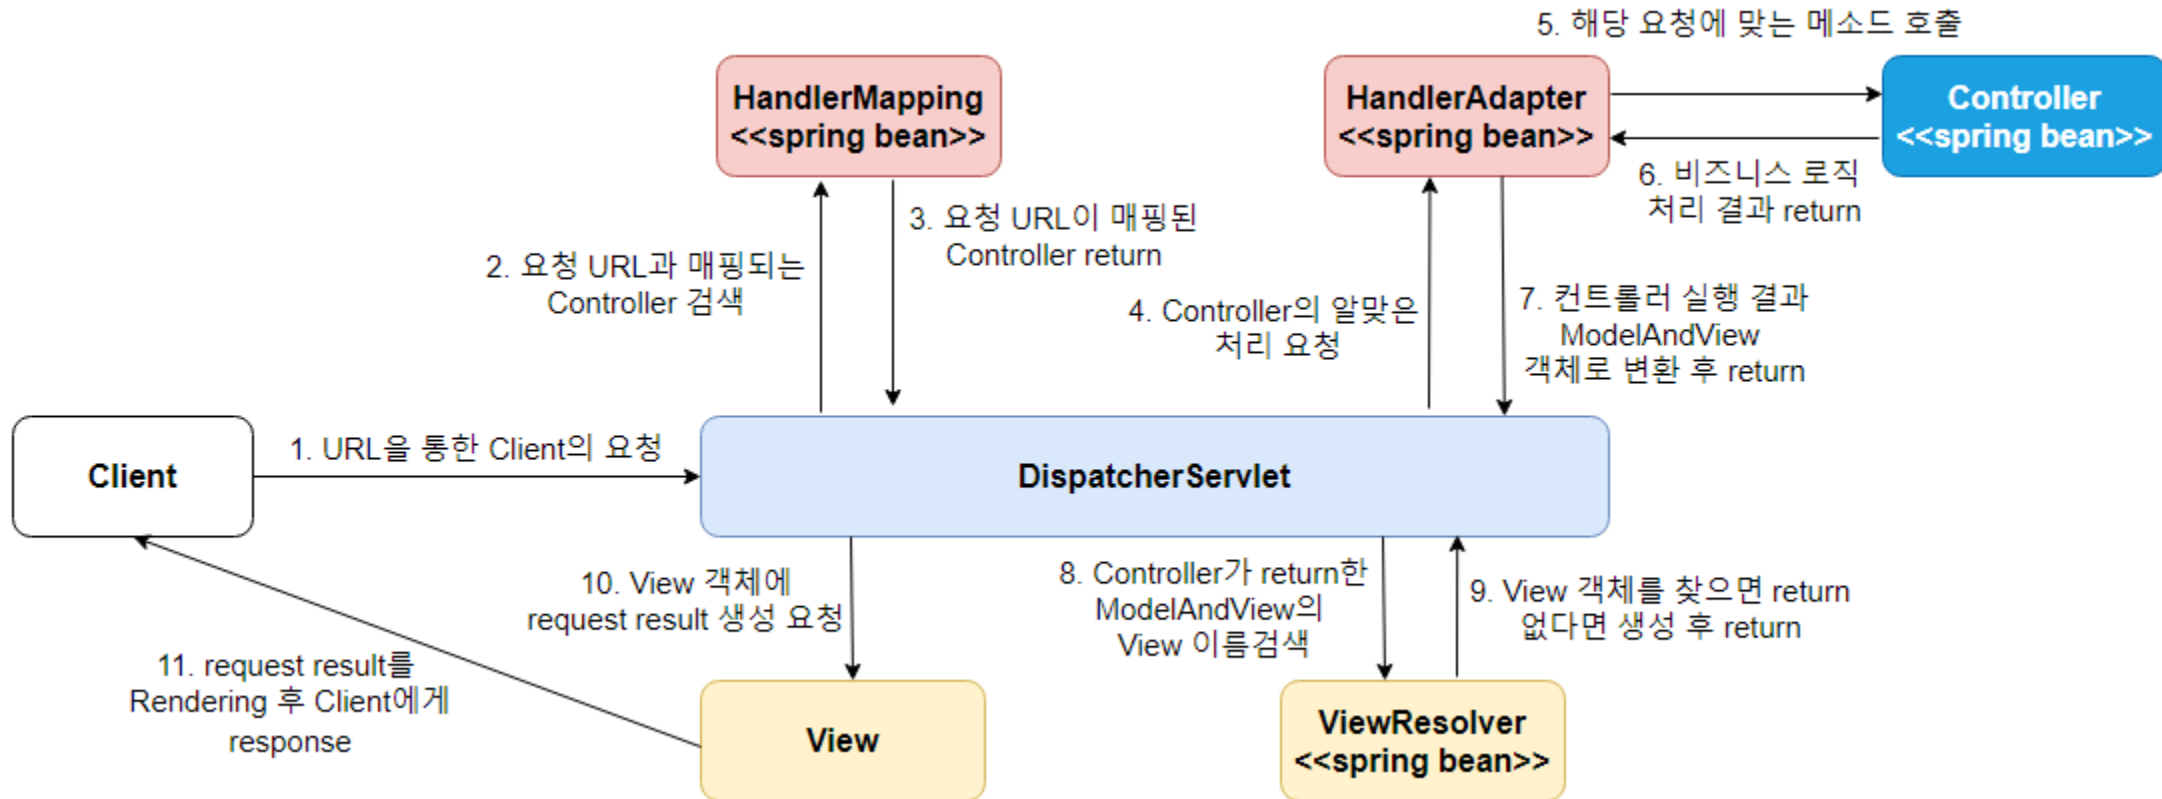 5. 해당 요청에 맞는 메소드 호출
HandlerMapping
<<spring bean>>
HandlerAdapter
<<spring bean>>
Controller
<<spring bean>>
6. 비즈니스 로직
처리 결과 return
3. 요청 URL이 매핑된
Controller return
2. 요청 URL과 매핑되는
Controller 검색
4. Controller의 알맞은
처리 요청
7. 컨트롤러 실행 결과
ModelAndView
객체로 변환 후 return
1. URL을 통한 Client의 요청
Client
DispatcherServlet
10. View 객체에
request result 생성 요청
8. Controller가 return한
ModelAndView의
View 이름검색
9. View 객체를 찾으면 return
없다면 생성 후 return
11. request result를
Rendering 후 Client에게
response
View
ViewResolver
<<spring bean>>